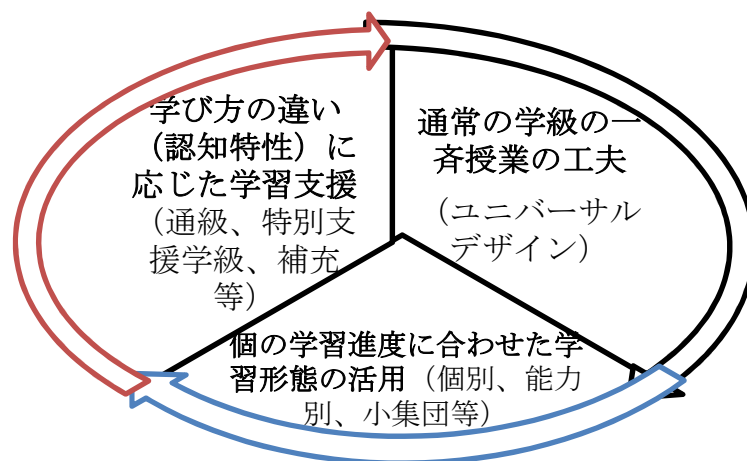 学び方の違い
（認知特性）に
応じた学習支援
（通級、特別支
援学級、補充
等）
通常の学級の一
斉授業の工夫
（ユニバーサル
デザイン）
個の学習進度に合わせた学
習形態の活用（個別、能力
別、小集団等）